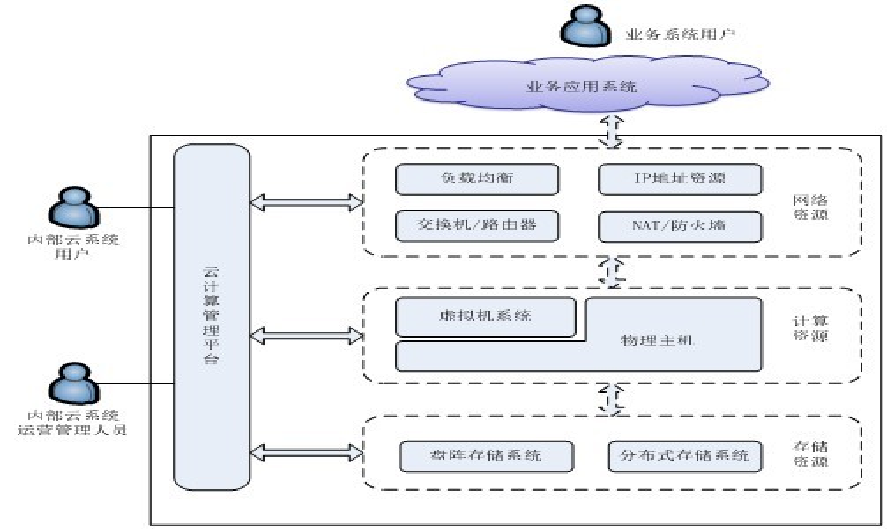 业务系统用户
业务应用系统
负载均衡
IP地址资源
网络
资源
交换机/路由器
NAT/防火墙
内部云系统
用户
云
计
算
管
理
平
台
虚拟机系统
物理主机
计算
资源
内部云系统
运营管理人员
盘阵存储系统
分布式存储系统
存储
资源